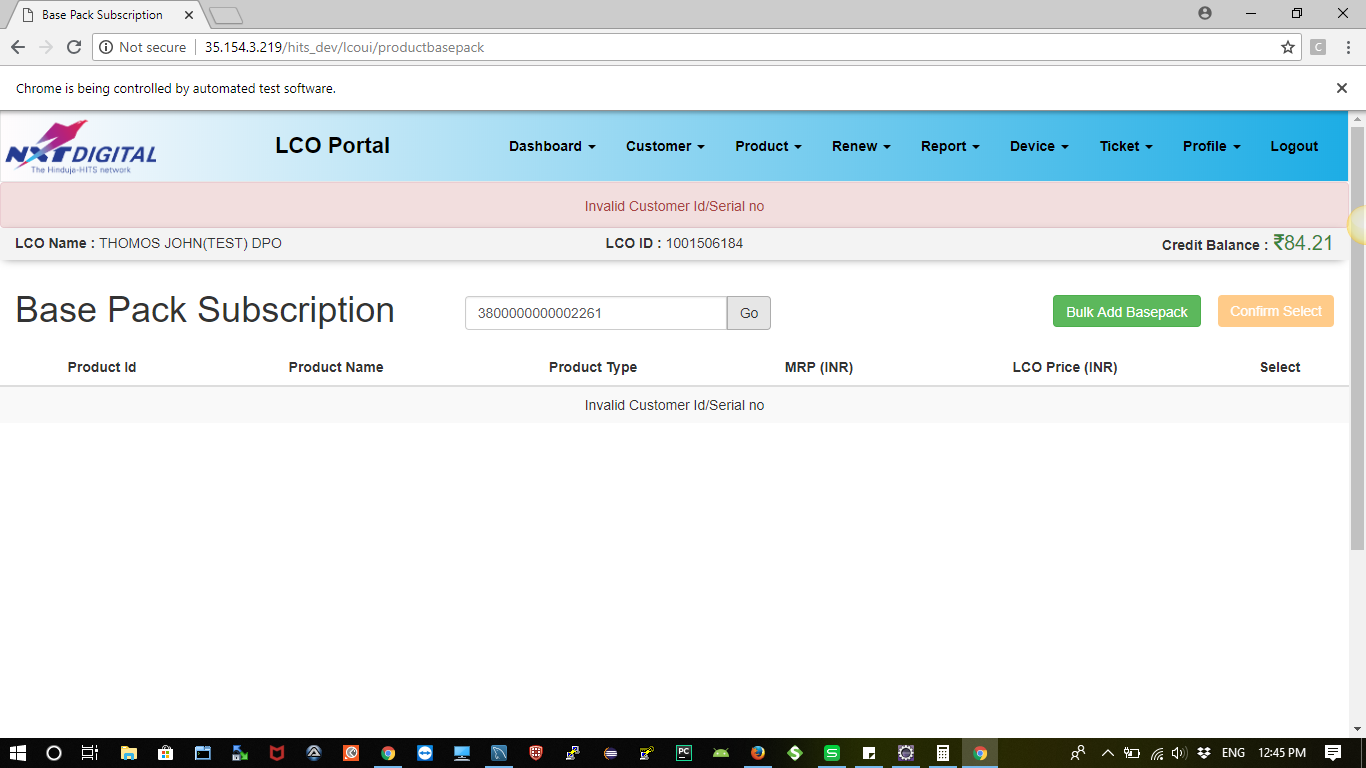 Base Pack Subscription
Not secure 35.154.3.219/hits_dev/lcoui/productbasepack
C
Chrome is being controlled by automated test software.
NXT DIGITAL
The Hinduja-HITS network
LCO Portal
Dashboard Customer Product Renew Report Device Ticket Profile Logout
Invalid Customer Id/Serial no
LCO Name : THOMOS JOHN(TEST) DPO LCO ID : 1001506184 Credit Balance : ₹84.21
Base Pack Subscription 3800000000002261 Go Bulk Add Basepack Confirm Select
Product Id Product Name Product Type MRP (INR) LCO Price (INR) Select
Invalid Customer Id/Serial no
PC S ENG 12:45 PM